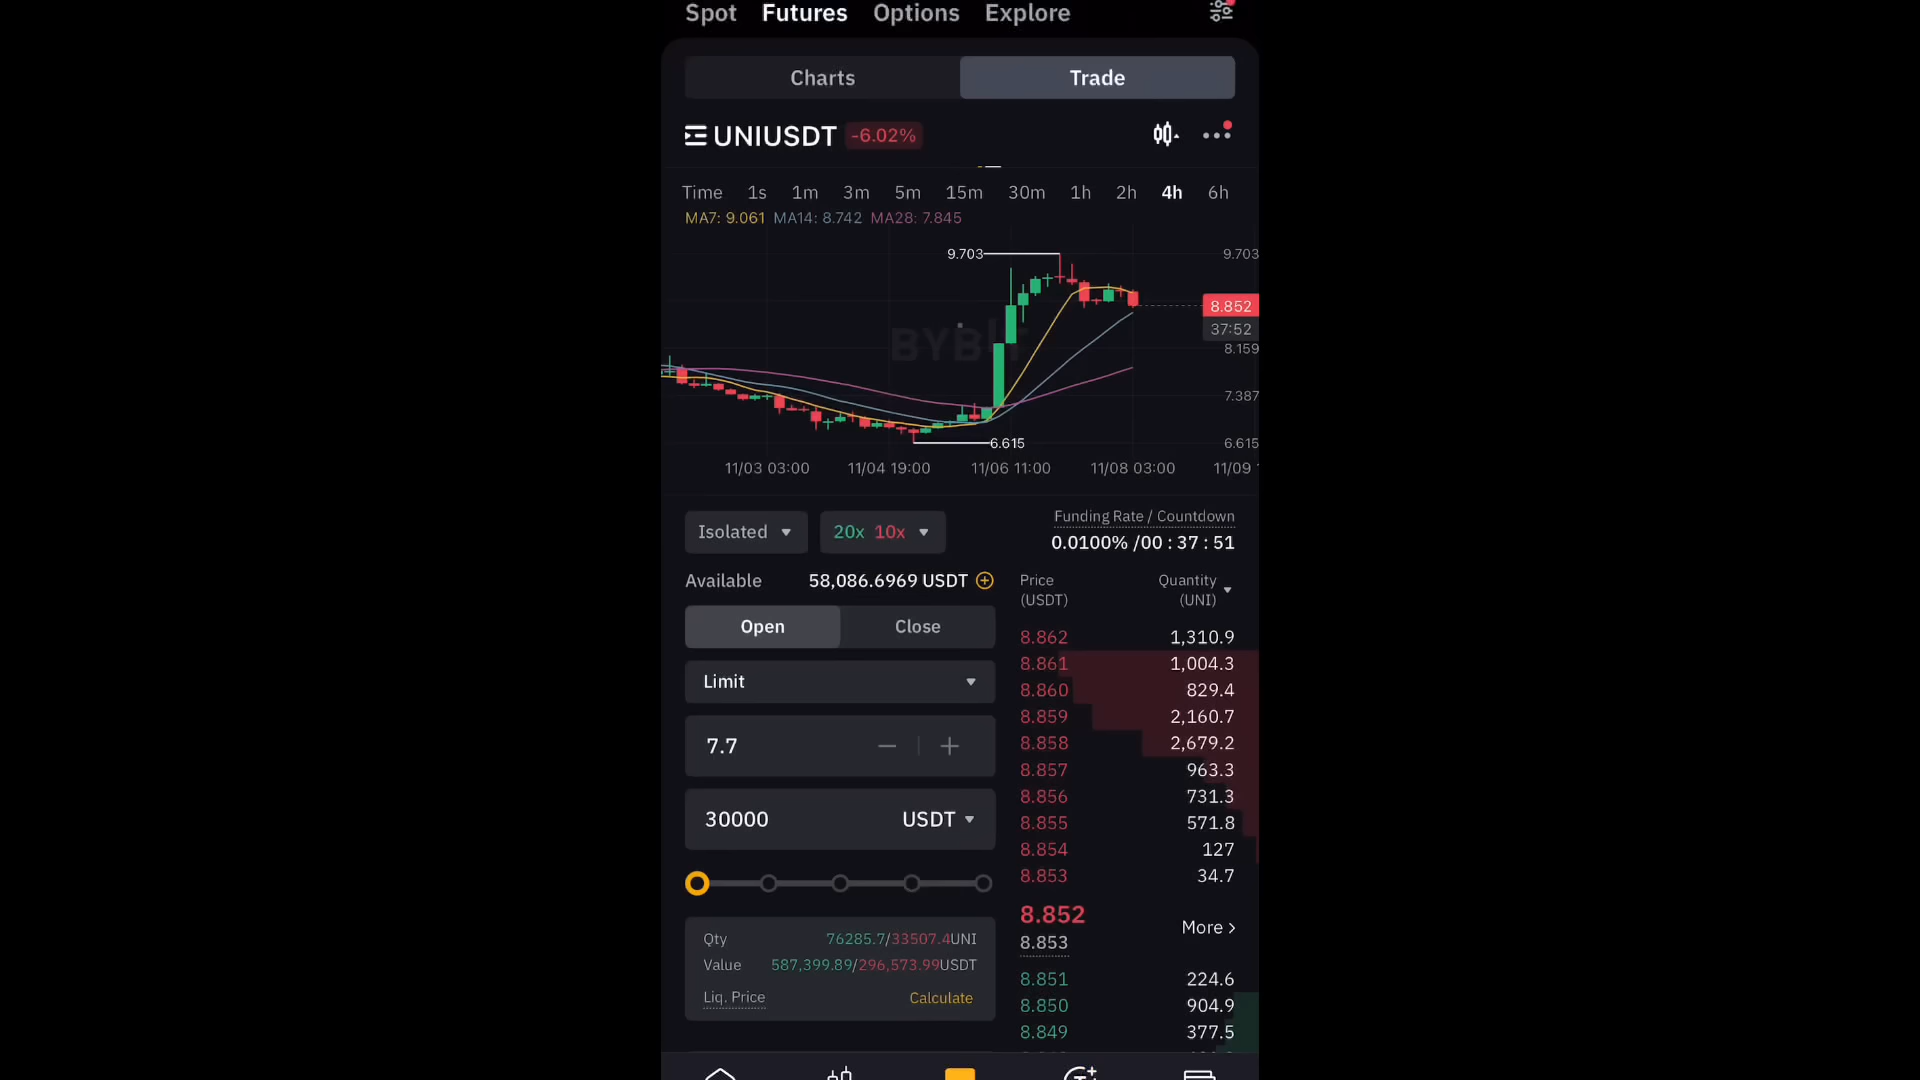 Spot Futures Options Explore
Charts Trade
UNIUSDT -6.02%
Time 1s 1m 3m 5m 15m 30m 1h 2h 4h 6h
MA7: 9.061 MA14: 8.742 MA28: 7.845
9.703 9.703
8.852
37:52
BYBIT
8.159
7.387
6.615 6.615
11/03 03:00 11/04 19:00 11/06 11:00 11/08 03:00 11/09
Isolated 20x 10x
Funding Rate / Countdown
0.0100% /00 : 37 : 51
Available 58,086.6969 USDT
Open Close
Limit
7.7
30000 USDT
Qty 76285.7/33507.4UNI
Value 587,399.89/296,573.99USDT
Liq. Price Calculate
Price Quantity
(USDT) (UNI)
8.862 1,310.9
8.861 1,004.3
8.860 829.4
8.859 2,160.7
8.858 2,679.2
8.857 963.3
8.856 731.3
8.855 571.8
8.854 127
8.853 34.7
8.852
8.853
More >
8.851 224.6
8.850 904.9
8.849 377.5